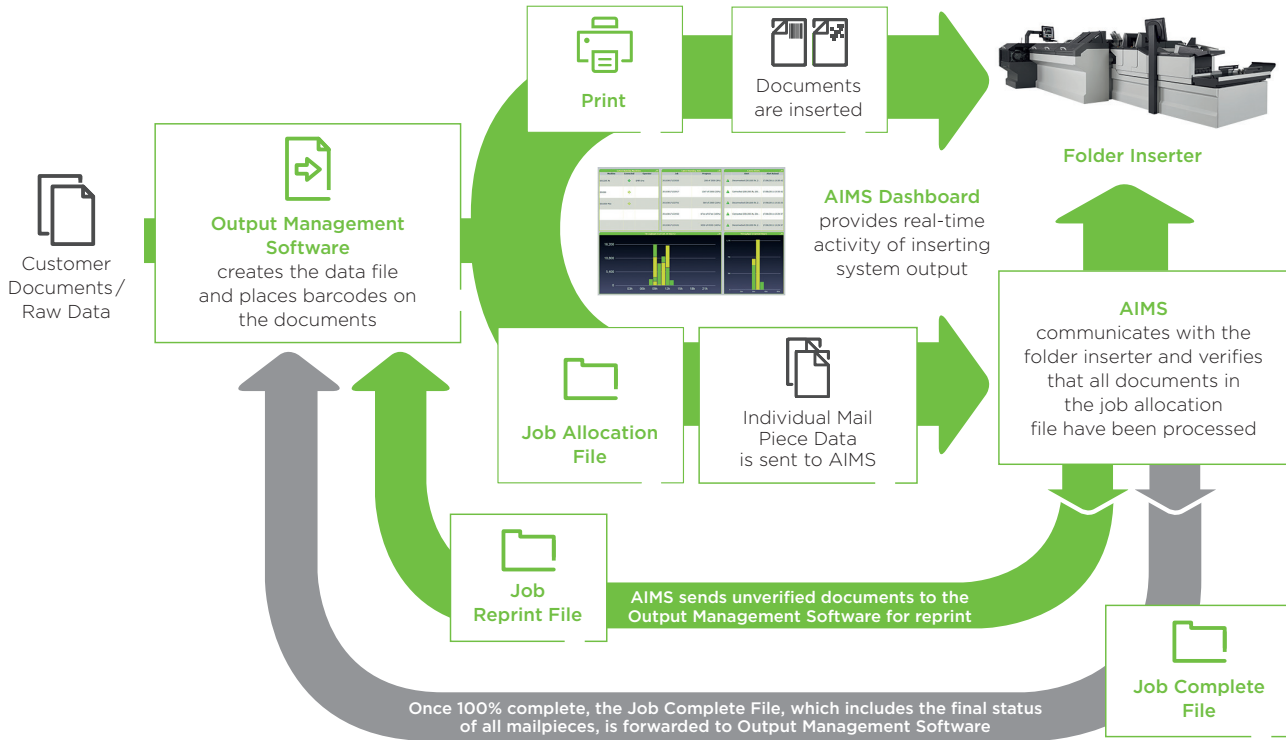 Print
Documents
are inserted
Folder Inserter
Customer
Documents/
Raw Data
Output Management
Software
creates the data file
and places barcodes on
the documents
AIMS Dashboard
provides real-time
activity of inserting
system output
AIMS
communicates with the
folder inserter and verifies
that all documents in
the job allocation
file have been processed
Job Allocation
File
Individual Mail
Piece Data
is sent to AIMS
Job
Reprint File
AIMS sends unverified documents to the
Output Management Software for reprint
Job Complete
File
Once 100% complete, the Job Complete File, which includes the final status
of all mailpieces, is forwarded to Output Management Software